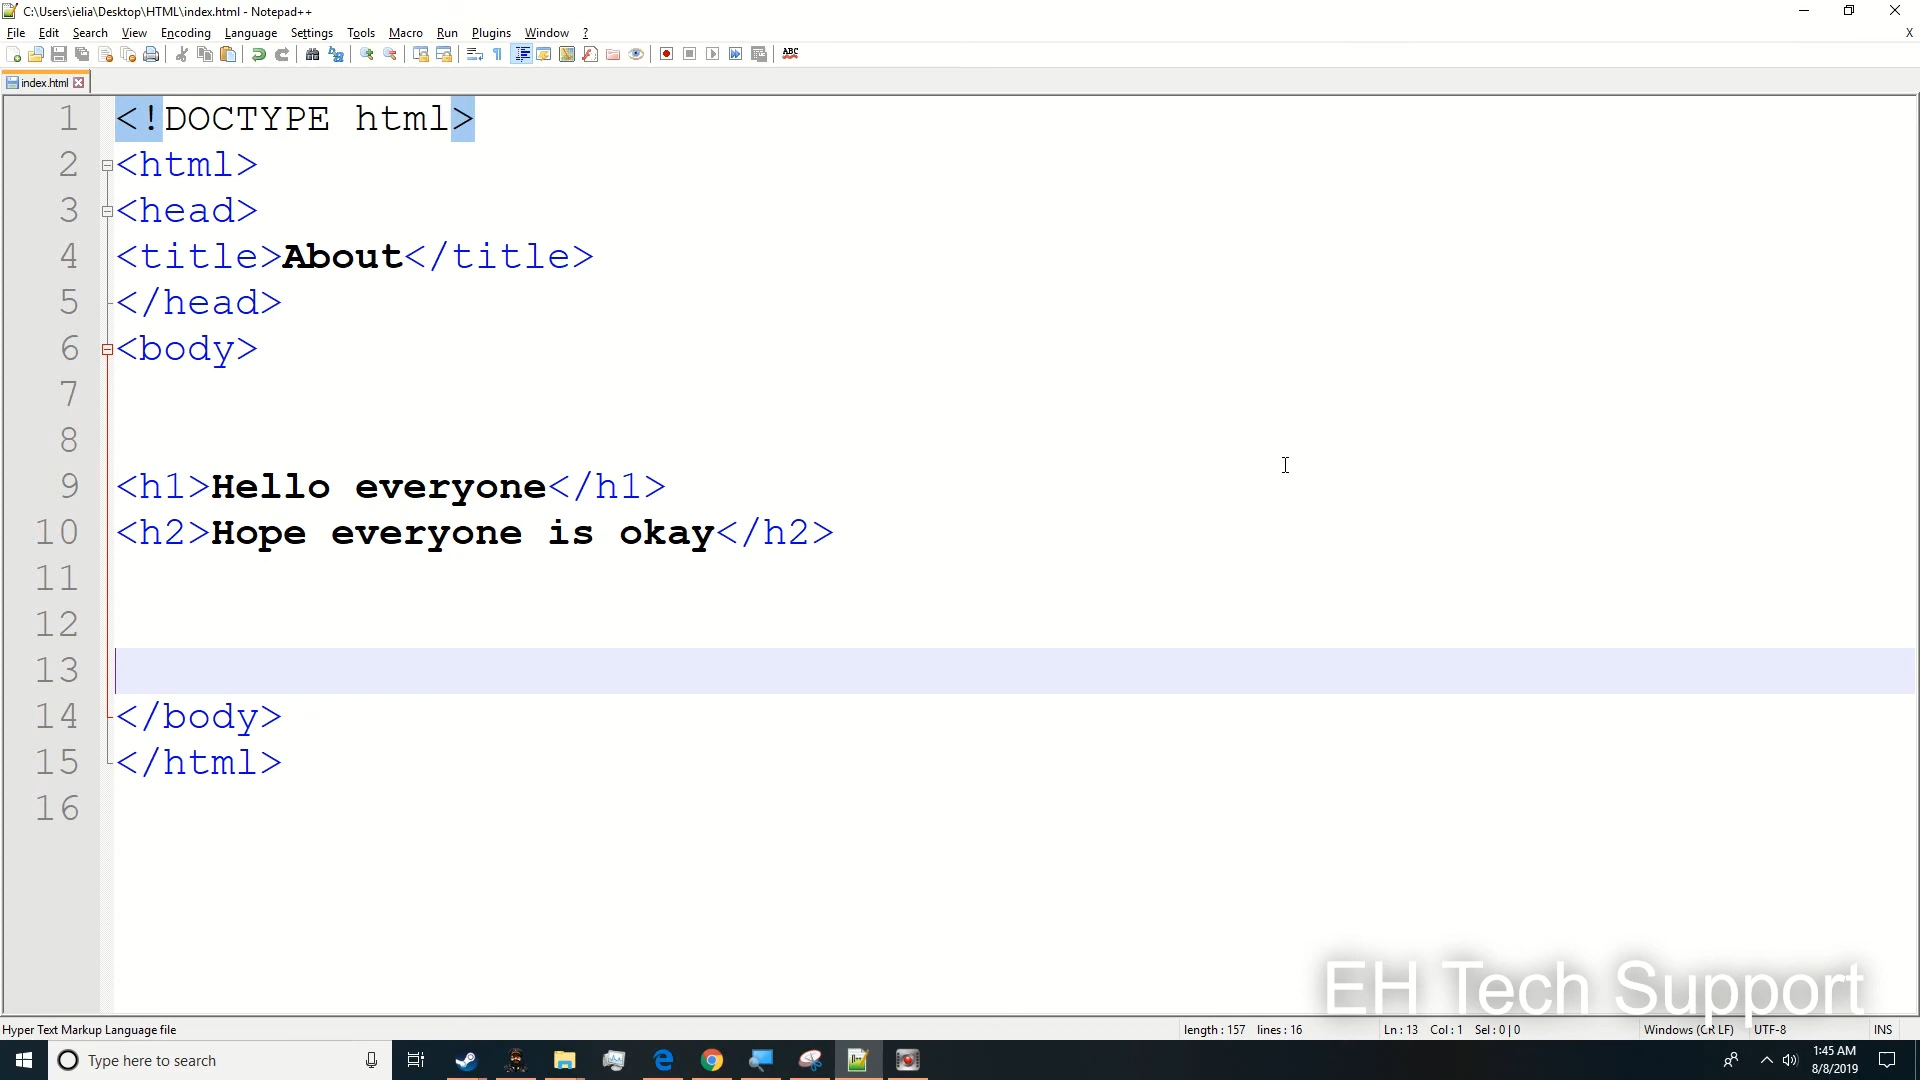 C:\Users\ielia\Desktop\HTML\index.html - Notepad++
File Edit Search View Encoding Language Settings Tools Macro Run Plugins Window ? X
ABC
index.html
1 <!DOCTYPE html>
2 <html>
3 <head>
4 <title>About</title>
5 </head>
6 <body>
7
8
9 <h1>Hello everyone</h1>
10 <h2>Hope everyone is okay</h2>
11
12
13
14 </body>
15 </html>
16
EH Tech Support
Hyper Text Markup Language file length : 157 lines : 16 Ln : 13 Col : 1 Sel : 0 | 0 Windows (CR LF) UTF-8 INS
Type here to search
1:45 AM
8/8/2019